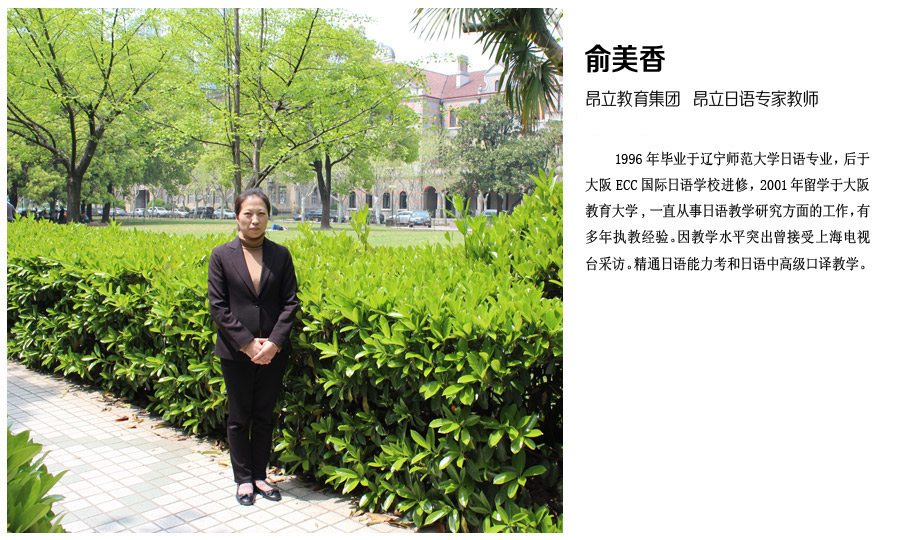 俞美香
昂立教育集团 昂立日语专家教师
1996 年毕业于辽宁师范大学日语专业，后于
大阪 ECC 国际日语学校进修，2001 年留学于大阪
教育大学，一直从事日语教学研究方面的工作，有
多年执教经验。因教学水平突出曾接受上海电视
台采访。精通日语能力考和日语中高级口译教学。